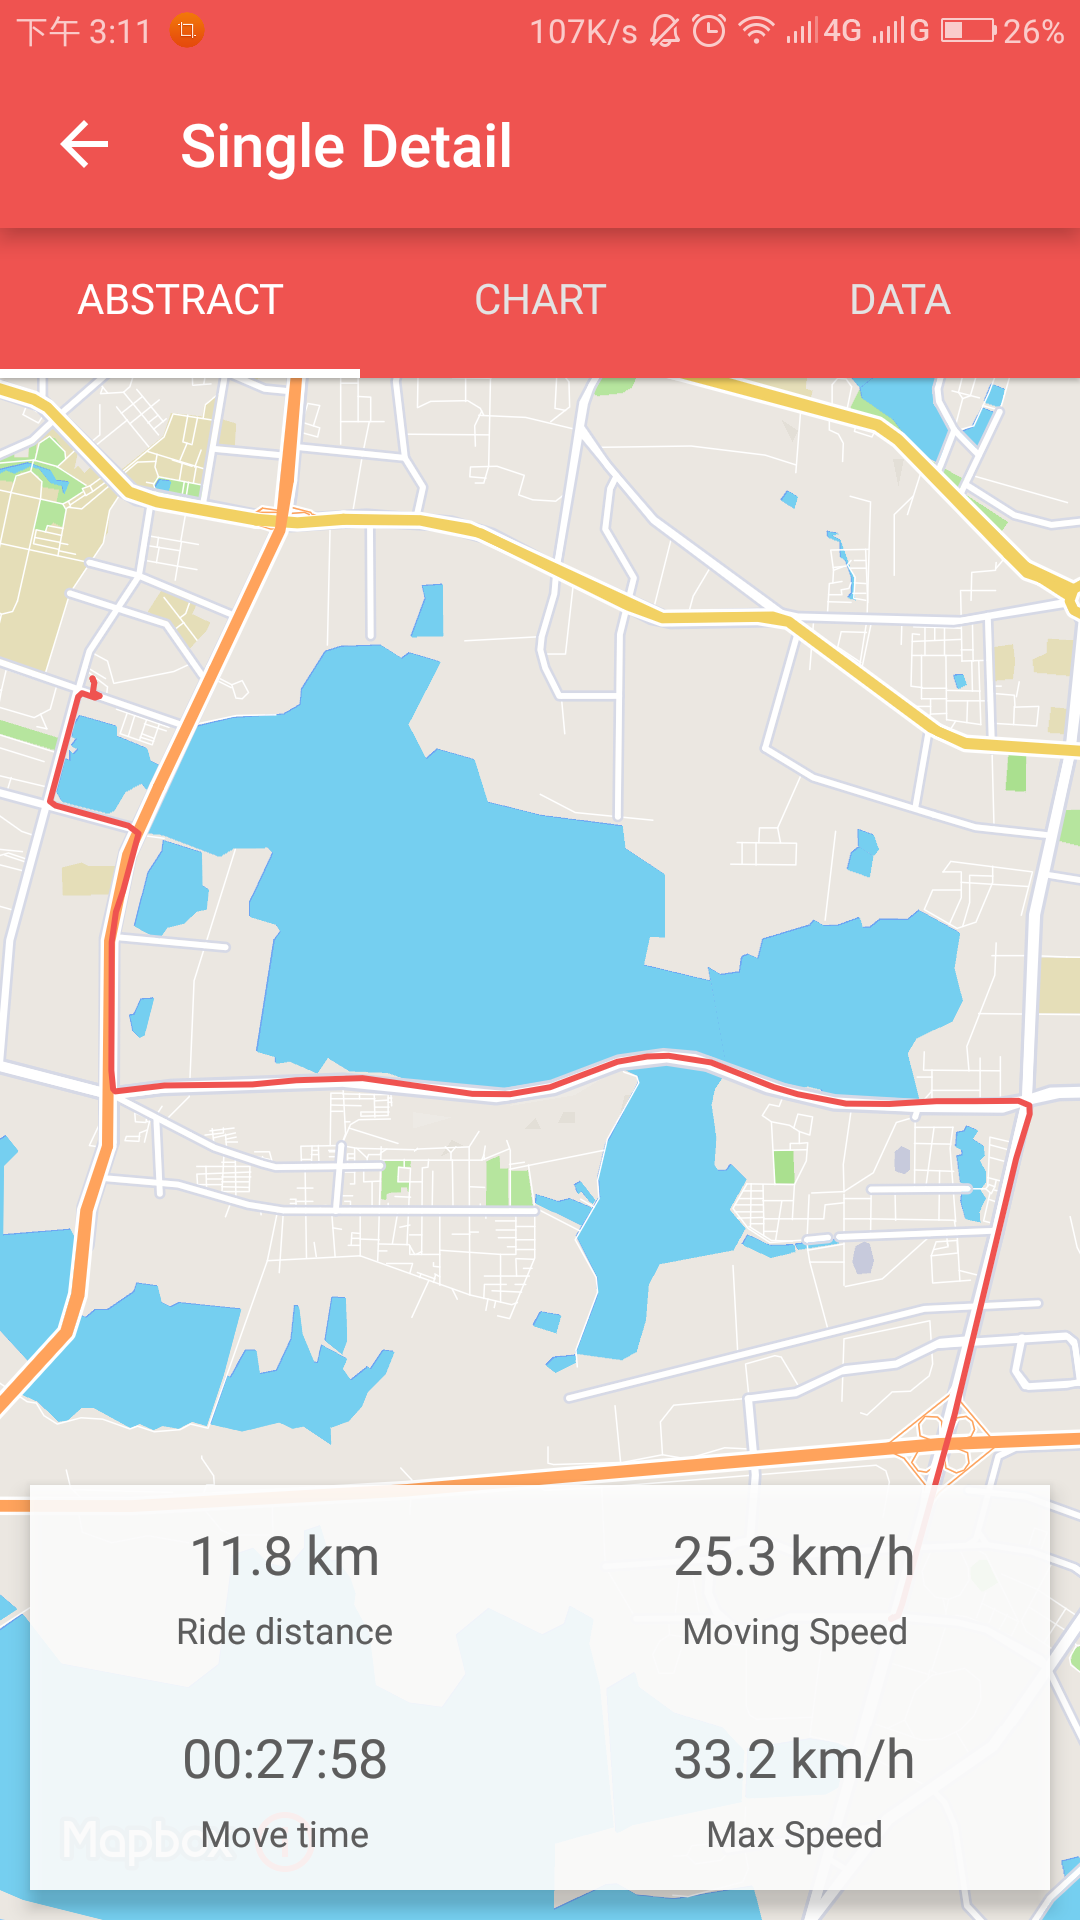 下午 3:11
107K/s 4G G 26%
Single Detail
ABSTRACT CHART DATA
11.8 km 25.3 km/h
Ride distance Moving Speed
00:27:58 33.2 km/h
Move time Max Speed
Mapbox